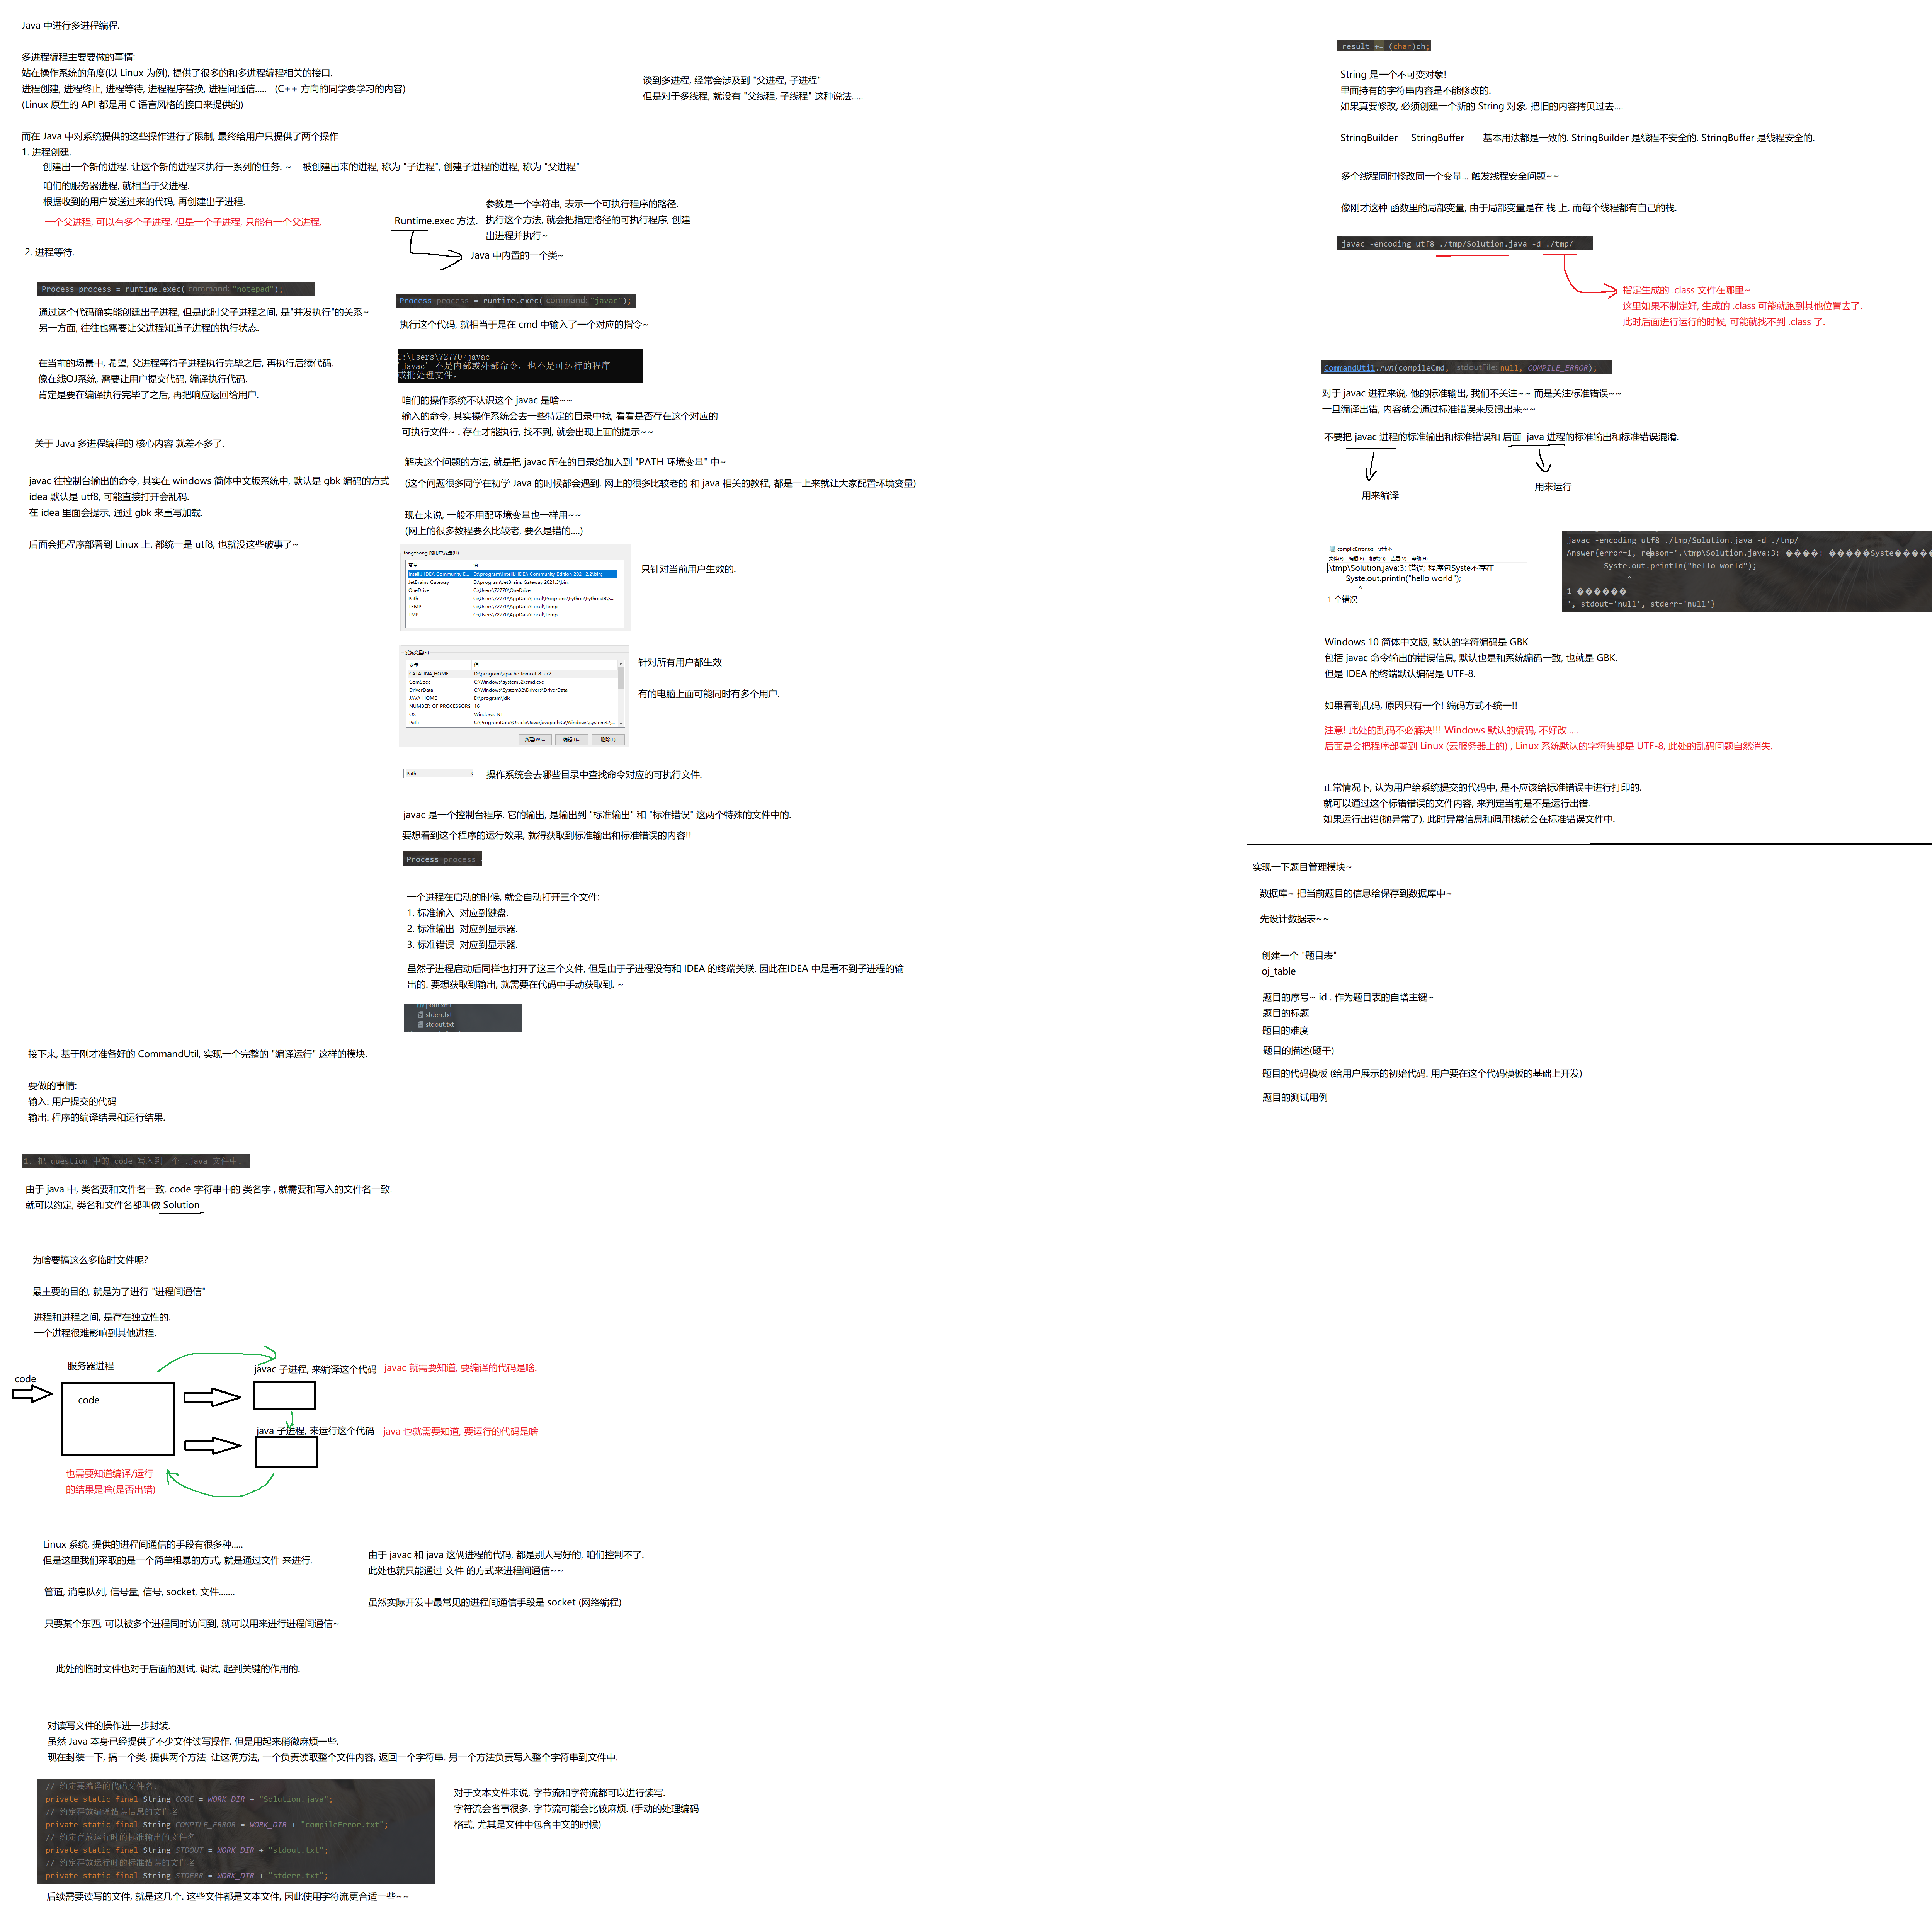 Java 中进行多进程编程.
多进程编程主要要做的事情:
站在操作系统的角度(以 Linux 为例), 提供了很多的和多进程编程相关的接口.
进程创建, 进程终止, 进程等待, 进程程序替换, 进程间通信..... (C++ 方向的同学要学习的内容)
(Linux 原生的 API 都是用 C 语言风格的接口来提供的)
谈到多进程, 经常会涉及到 "父进程, 子进程"
但是对于多线程, 就没有 "父线程, 子线程" 这种说法.....
而在 Java 中对系统提供的这些操作进行了限制, 最终给用户只提供了两个操作
1. 进程创建.
创建出一个新的进程. 让这个新的进程来执行一系列的任务. ~ 被创建出来的进程, 称为 "子进程", 创建子进程的进程, 称为 "父进程"
咱们的服务器进程, 就相当于父进程.
根据收到的用户发送过来的代码, 再创建出子进程.
一个父进程, 可以有多个子进程. 但是一个子进程, 只能有一个父进程.
Runtime.exec 方法.
参数是一个字符串, 表示一个可执行程序的路径.
执行这个方法, 就会把指定路径的可执行程序, 创建
出进程并执行~
Java 中内置的一个类~
2. 进程等待.
Process process = runtime.exec( command: "notepad");
通过这个代码确实能创建出子进程, 但是此时父子进程之间, 是"并发执行"的关系~
另一方面, 往往也需要让父进程知道子进程的执行状态.
在当前的场景中, 希望, 父进程等待子进程执行完毕之后, 再执行后续代码.
像在线OJ系统, 需要让用户提交代码, 编译执行代码.
肯定是要在编译执行完了之后, 再把响应返回给用户.
关于 Java 多进程编程的 核心内容 就差不多了.
javac 往控制台输出的命令, 其实在 windows 简体中文版系统中, 默认是 gbk 编码的方式
idea 默认是 utf8, 可能直接打开会乱码.
在 idea 里面会提示, 通过 gbk 来重写加载.
后面会把程序部署到 Linux 上. 都统一是 utf8, 也就没这些破事了~
Process process = runtime.exec( command: "javac");
执行这个代码, 就相当于是在 cmd 中输入了一个对应的指令~
C:\Users\72770>javac
'javac' 不是内部或外部命令，也不是可运行的程序
或批处理文件。
咱们的操作系统不认识这个 javac 是啥~~
输入的命令, 其实操作系统会去一些特定的目录中找, 看看是否存在这个对应的
可执行文件~ . 存在才能执行, 找不到, 就会出现上面的提示~~
解决这个问题的方法, 就是把 javac 所在的目录给加入到 "PATH 环境变量" 中~
(这个问题很多同学在初学 Java 的时候都会遇到. 网上的很多比较老的 和 java 相关的教程, 都是一上来就让大家配置环境变量)
现在来说, 一般不用配环境变量也一样用~~
(网上的很多教程要么比较老, 要么是错的....)
tangzhong 的用户变量(U)
变量 值
IntelliJ IDEA Community E... D:\program\IntelliJ IDEA Community Edition 2021.2.2\bin;
JetBrains Gateway D:\program\JetBrains Gateway 2021.3\bin;
OneDrive C:\Users\72770\OneDrive
Path C:\Users\72770\AppData\Local\Programs\Python\Python38\S...
TEMP C:\Users\72770\AppData\Local\Temp
TMP C:\Users\72770\AppData\Local\Temp
只针对当前用户生效的.
系统变量(S)
变量 值
CATALINA_HOME D:\program\apache-tomcat-8.5.72
ComSpec C:\Windows\system32\cmd.exe
DriverData C:\Windows\System32\Drivers\DriverData
JAVA_HOME D:\program\jdk
NUMBER_OF_PROCESSORS 16
OS Windows_NT
Path C:\ProgramData\Oracle\Java\javapath;C:\Windows\system32;...
新建(W)... 编辑(I)... 删除(L)
针对所有用户都生效
有的电脑上面可能同时有多个用户.
Path
操作系统会去哪些目录中查找命令对应的可执行文件.
javac 是一个控制台程序. 它的输出, 是输出到 "标准输出" 和 "标准错误" 这两个特殊的文件中的.
要想看到这个程序的运行效果, 就得获取到标准输出和标准错误的内容!!
Process process
一个进程在启动的时候, 就会自动打开三个文件:
1. 标准输入 对应到键盘.
2. 标准输出 对应到显示器.
3. 标准错误 对应到显示器.
虽然子进程启动后同样也打开了这三个文件, 但是由于子进程没有和 IDEA 的终端关联. 因此在IDEA 中是看不到子进程的输
出的. 要想获取到输出, 就需要在代码中手动获取到. ~
stderr.txt
stdout.txt
接下来, 基于刚才准备好的 CommandUtil, 实现一个完整的 "编译运行" 这样的模块.
要做的事情:
输入: 用户提交的代码
输出: 程序的编译结果和运行结果.
1. 把 question 中的 code 写入到一个 .java 文件中.
由于 java 中, 类名要和文件名一致. code 字符串中的 类名字 , 就需要和写入的文件名一致.
就可以约定, 类名和文件名都叫做 Solution
为啥要搞这么多临时文件呢?
最主要的目的, 就是为了进行 "进程间通信"
进程和进程之间, 是存在独立性的.
一个进程很难影响到其他进程.
服务器进程
code
code
javac 子进程, 来编译这个代码
javac 就需要知道, 要编译的代码是啥.
java 子进程, 来运行这个代码
java 也就需要知道, 要运行的代码是啥
也需要知道编译/运行
的结果是啥(是否出错)
Linux 系统, 提供的进程间通信的手段有很多种.....
但是这里我们采取的是一个简单粗暴的方式, 就是通过文件 来进行.
管道, 消息队列, 信号量, 信号, socket, 文件.......
只要某个东西, 可以被多个进程同时访问到, 就可以用来进行进程间通信~
由于 javac 和 java 这俩进程的代码, 都是别人写好的, 咱们控制不了.
此处也就只能通过 文件 的方式来进程间通信~~
虽然实际开发中最常见的进程间通信手段是 socket (网络编程)
此处的临时文件也对于后面的测试, 调试, 起到关键的作用的.
对读写文件的操作进一步封装.
虽然 Java 本身已经提供了不少文件读写操作. 但是用起来稍微麻烦一些.
现在封装一下, 搞一个类, 提供两个方法. 让这俩方法, 一个负责读取整个文件内容, 返回一个字符串. 另一个方法负责写入整个字符串到文件中.
// 约定要编译的代码文件名.
private static final String CODE = WORK_DIR + "Solution.java";
// 约定存放编译错误信息的文件名
private static final String COMPILE_ERROR = WORK_DIR + "compileError.txt";
// 约定存放运行时的标准输出的文件名
private static final String STDOUT = WORK_DIR + "stdout.txt";
// 约定存放运行时的标准错误的文件名
private static final String STDERR = WORK_DIR + "stderr.txt";
对于文本文件来说, 字节流和字符流都可以进行读写.
字符流会省事很多. 字节流可能会比较麻烦. (手动的处理编码
格式, 尤其是文件中包含中文的时候)
后续需要读写的文件, 就是这几个. 这些文件都是文本文件, 因此使用字符流更合适一些~~
result += (char)ch;
String 是一个不可变对象!
里面持有的字符串内容是不能修改的.
如果真要修改, 必须创建一个新的 String 对象. 把旧的内容拷贝过去....
StringBuilder StringBuffer 基本用法都是一致的. StringBuilder 是线程不安全的. StringBuffer 是线程安全的.
多个线程同时修改同一个变量... 触发线程安全问题~~
像刚才这种 函数里的局部变量, 由于局部变量是在 栈 上. 而每个线程都有自己的栈.
javac -encoding utf8 ./tmp/Solution.java -d ./tmp/
指定生成的 .class 文件在哪里~
这里如果不制定好, 生成的 .class 可能就跑到其他位置去了.
此时后面进行运行的时候, 可能就找不到 .class 了.
CommandUtil.run(compileCmd, stdoutFile: null, COMPILE_ERROR);
对于 javac 进程来说, 他的标准输出, 我们不关注~~ 而是关注标准错误~~
一旦编译出错, 内容就会通过标准错误来反馈出来~~
不要把 javac 进程的标准输出和标准错误和 后面 java 进程的标准输出和标准错误混淆.
用来编译
用来运行
compileError.txt - 记事本
文件(F) 编辑(E) 格式(O) 查看(V) 帮助(H)
.\tmp\Solution.java:3: 错误: 程序包Syste不存在
Syste.out.println("hello world");
^
1 个错误
javac -encoding utf8 ./tmp/Solution.java -d ./tmp/
Answer{error=1, reason='.\tmp\Solution.java:3: ����: �����Syste�����
Syste.out.println("hello world");
^
1 ������
', stdout='null', stderr='null'}
Windows 10 简体中文版, 默认的字符编码是 GBK
包括 javac 命令输出的错误信息, 默认也是和系统编码一致, 也就是 GBK.
但是 IDEA 的终端默认编码是 UTF-8.
如果看到乱码, 原因只有一个! 编码方式不统一!!
注意! 此处的乱码不必解决!!! Windows 默认的编码, 不好改.....
后面是会把程序部署到 Linux (云服务器上的) , Linux 系统默认的字符集都是 UTF-8, 此处的乱码问题自然消失.
正常情况下, 认为用户给系统提交的代码中, 是不应该给标准错误中进行打印的.
就可以通过这个标错错误的文件内容, 来判定当前是不是运行出错.
如果运行出错(抛异常了), 此时异常信息和调用栈就会在标准错误文件中.
实现一下题目管理模块~
数据库~ 把当前题目的信息给保存到数据库中~
先设计数据表~~
创建一个 "题目表"
oj_table
题目的序号~ id . 作为题目表的自增主键~
题目的标题
题目的难度
题目的描述(题干)
题目的代码模板 (给用户展示的初始代码. 用户要在这个代码模板的基础上开发)
题目的测试用例